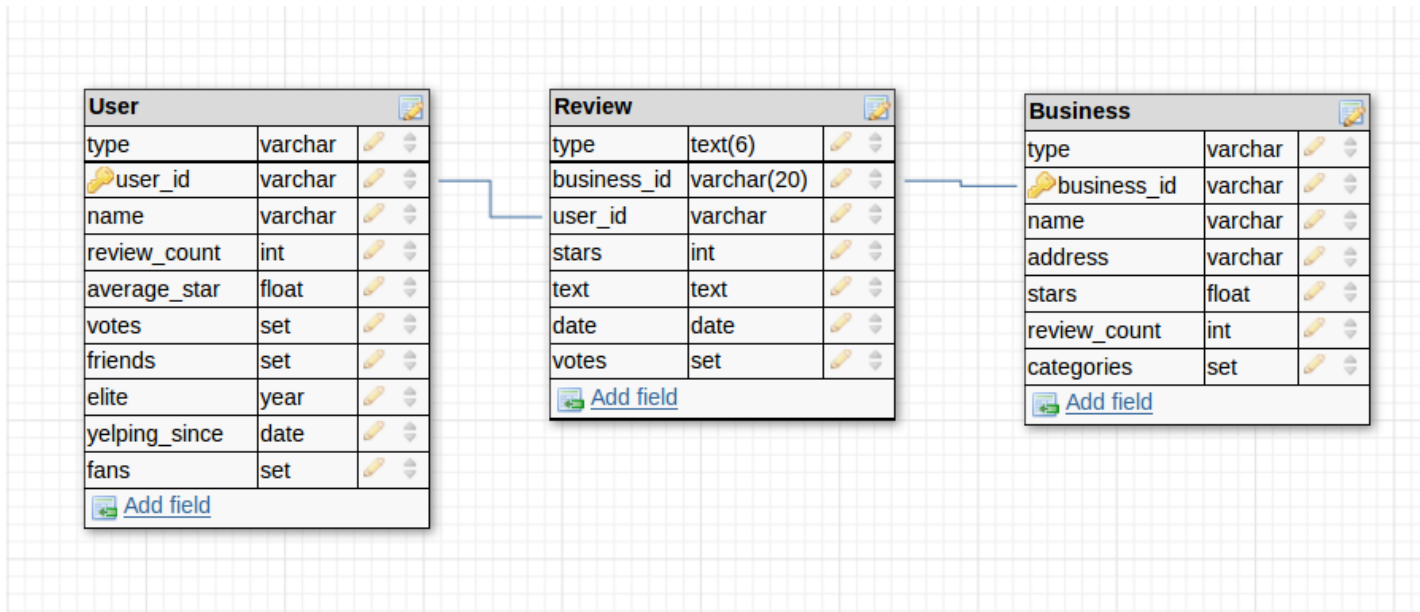 User
type varchar
user_id varchar
name varchar
review_count int
average_star float
votes set
friends set
elite year
yelping_since date
fans set
Add field
Review
type text(6)
business_id varchar(20)
user_id varchar
stars int
text text
date date
votes set
Add field
Business
type varchar
business_id varchar
name varchar
address varchar
stars float
review_count int
categories set
Add field